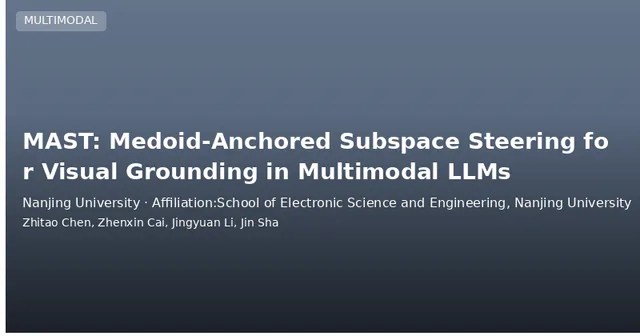 MULTIMODAL
MAST: Medoid-Anchored Subspace Steering fo
r Visual Grounding in Multimodal LLMs
Nanjing University · Affiliation:School of Electronic Science and Engineering, Nanjing University
Zhitao Chen, Zhenxin Cai, Jingyuan Li, Jin Sha